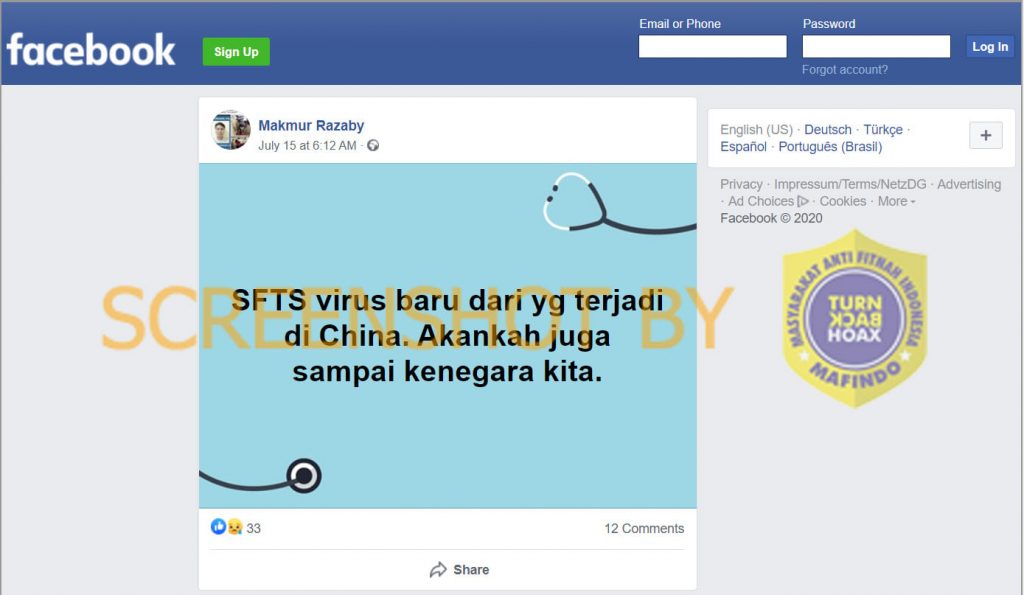 facebook
Sign Up
Email or Phone
Password
Log In
Forgot account?
Makmur Razaby
July 15 at 6:12 AM ·
SFTS virus baru dari yg terjadi
di China. Akankah juga
sampai kenegara kita.
SCREENSHOT BY
33
12 Comments
Share
English (US) · Deutsch · Türkçe ·
Español · Português (Brasil)
+
Privacy · Impressum/Terms/NetzDG · Advertising
· Ad Choices · Cookies · More
Facebook © 2020
MASYARAKAT ANTI FITNAH INDONESIA
TURN
BACK
HOAX
MAFINDO